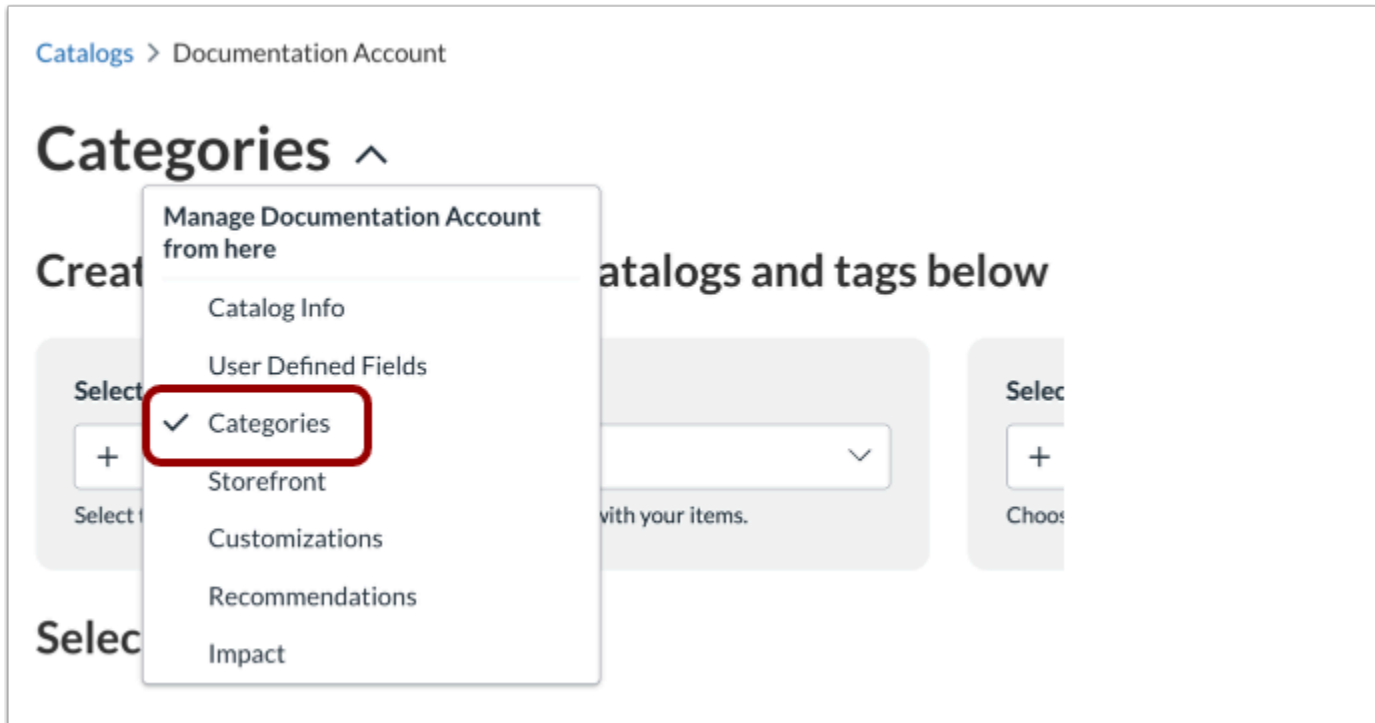 Catalogs > Documentation Account
Categories
Manage Documentation Account
from here
Creat atalogs and tags below
Catalog Info
User Defined Fields
Select Selec
Categories
+ +
Storefront
Select with your items. Choos
Customizations
Recommendations
Selec
Impact